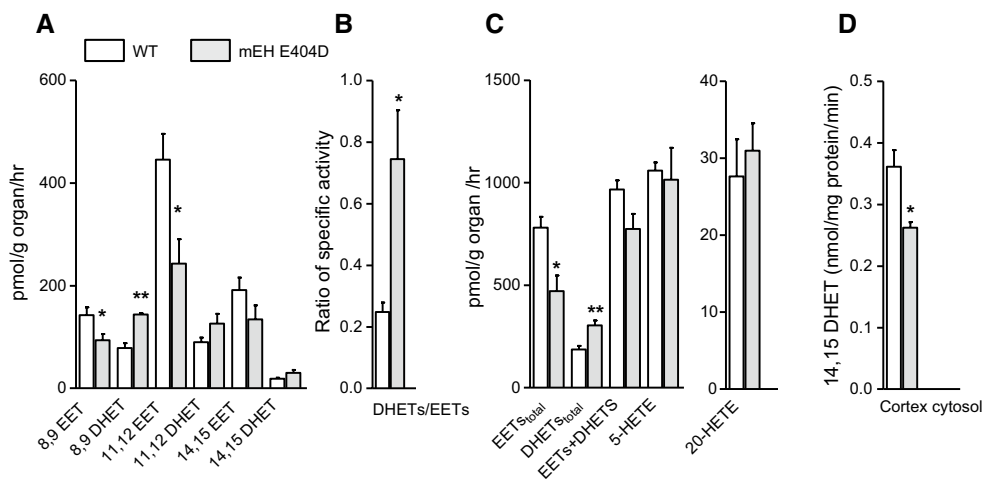 A
B
C
D
WT
mEH E404D
pmol/g organ/hr
600
400
200
0
*
**
*
8,9 EET
8,9 DHET
11,12 EET
11,12 DHET
14,15 EET
14,15 DHET
Ratio of specific activity
1.0
0.8
0.6
0.4
0.2
0.0
*
DHETs/EETs
pmol/g organ /hr
1500
1000
500
0
*
**
EETs total
DHETs total
EETs+DHETS
5-HETE
40
30
20
10
0
20-HETE
14,15 DHET (nmol/mg protein/min)
0.5
0.4
0.3
0.2
0.1
0.0
*
Cortex cytosol